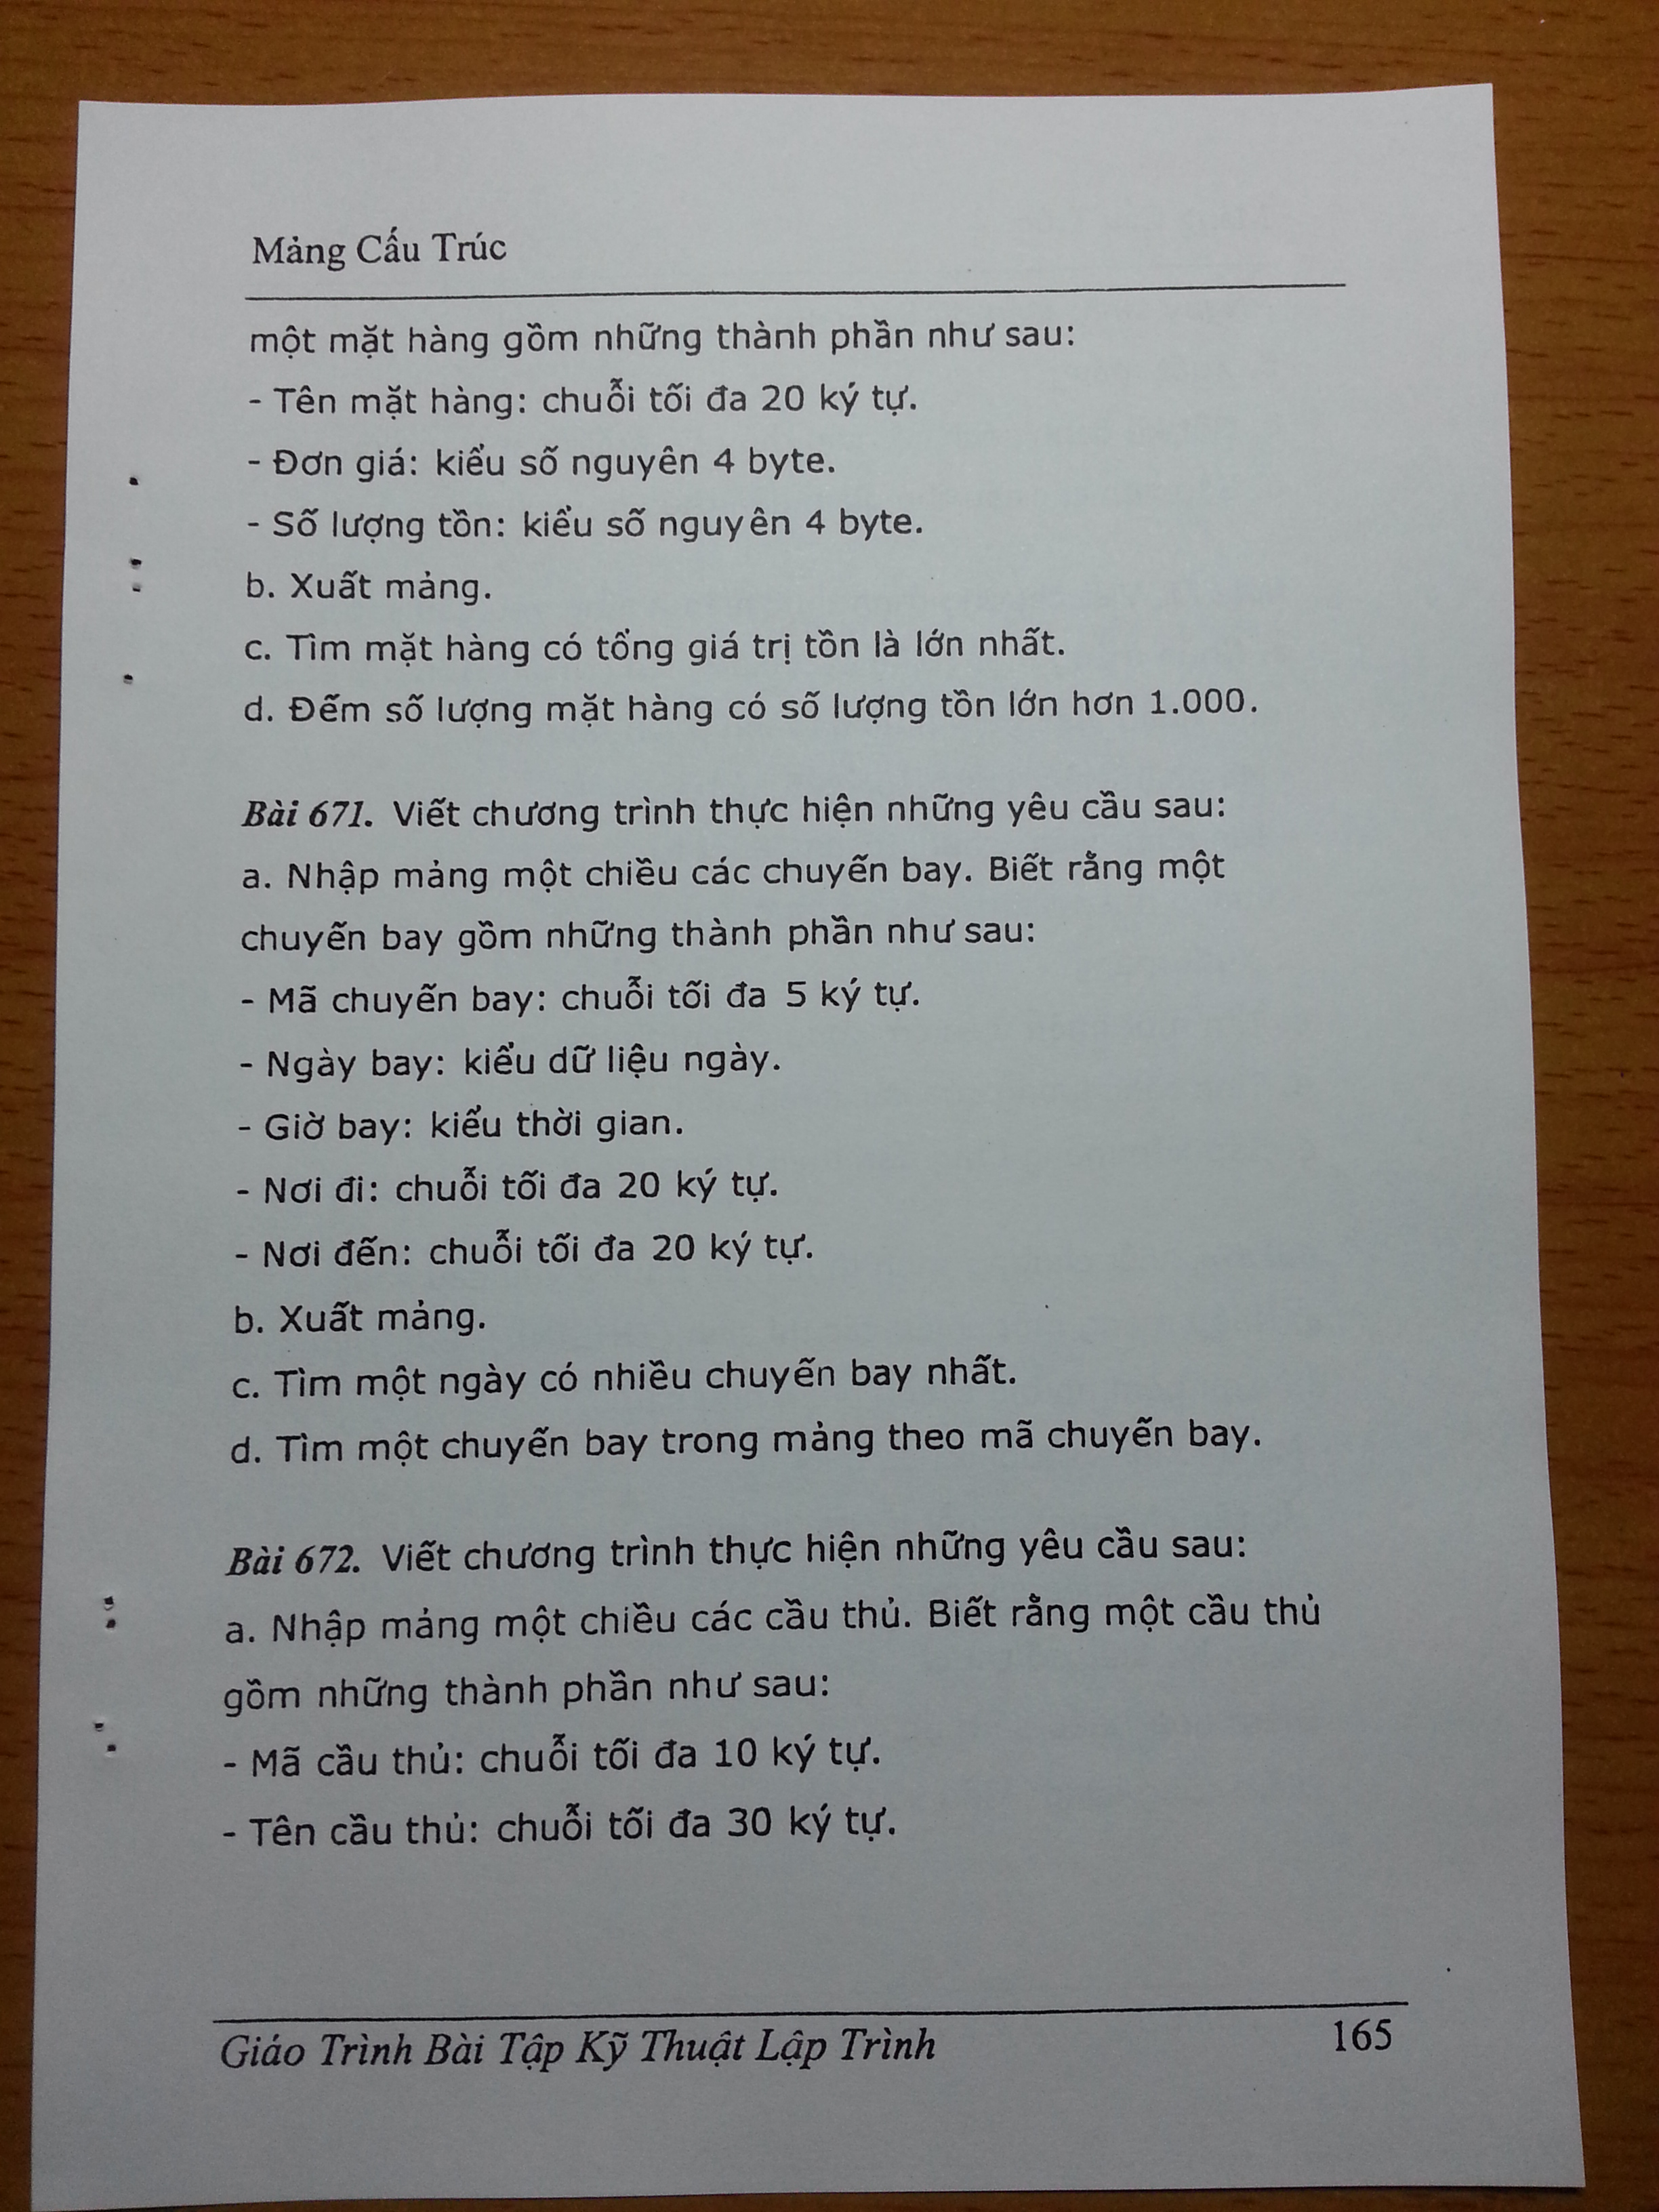 Mảng Cấu Trúc
một mặt hàng gồm những thành phần như sau:
- Tên mặt hàng: chuỗi tối đa 20 ký tự.
- Đơn giá: kiểu số nguyên 4 byte.
- Số lượng tồn: kiểu số nguyên 4 byte.
b. Xuất mảng.
c. Tìm mặt hàng có tổng giá trị tồn là lớn nhất.
d. Đếm số lượng mặt hàng có số lượng tồn lớn hơn 1.000.
Bài 671. Viết chương trình thực hiện những yêu cầu sau:
a. Nhập mảng một chiều các chuyến bay. Biết rằng một
chuyến bay gồm những thành phần như sau:
- Mã chuyến bay: chuỗi tối đa 5 ký tự.
- Ngày bay: kiểu dữ liệu ngày.
- Giờ bay: kiểu thời gian.
- Nơi đi: chuỗi tối đa 20 ký tự.
- Nơi đến: chuỗi tối đa 20 ký tự.
b. Xuất mảng.
c. Tìm một ngày có nhiều chuyến bay nhất.
d. Tìm một chuyến bay trong mảng theo mã chuyến bay.
Bài 672. Viết chương trình thực hiện những yêu cầu sau:
a. Nhập mảng một chiều các cầu thủ. Biết rằng một cầu thủ
gồm những thành phần như sau:
- Mã cầu thủ: chuỗi tối đa 10 ký tự.
- Tên cầu thủ: chuỗi tối đa 30 ký tự.
Giáo Trình Bài Tập Kỹ Thuật Lập Trình 165